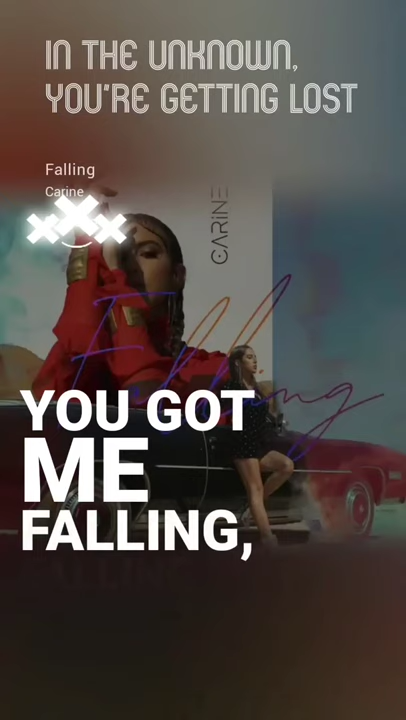 IN THE UNKNOWN,
YOU'RE GETTING LOST
Falling
Carine
CARINE
Falling
YOU GOT
ME
FALLING,